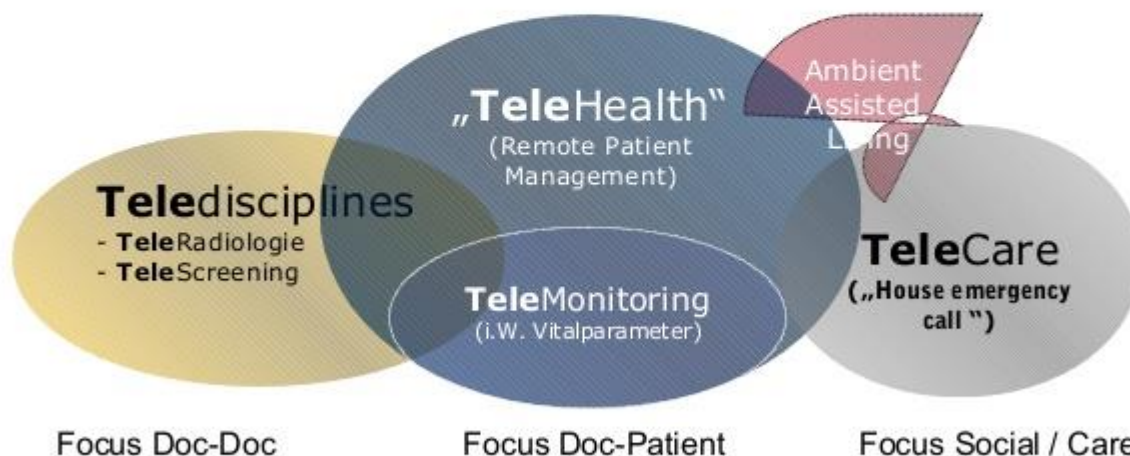 „TeleHealth“
(Remote Patient
Management)
Ambient
Assisted
Living
Teledisciplines
- TeleRadiologie
- TeleScreening
TeleMonitoring
(i.W. Vitalparameter)
TeleCare
(„House emergency
call “)
Focus Doc-Doc
Focus Doc-Patient
Focus Social / Care